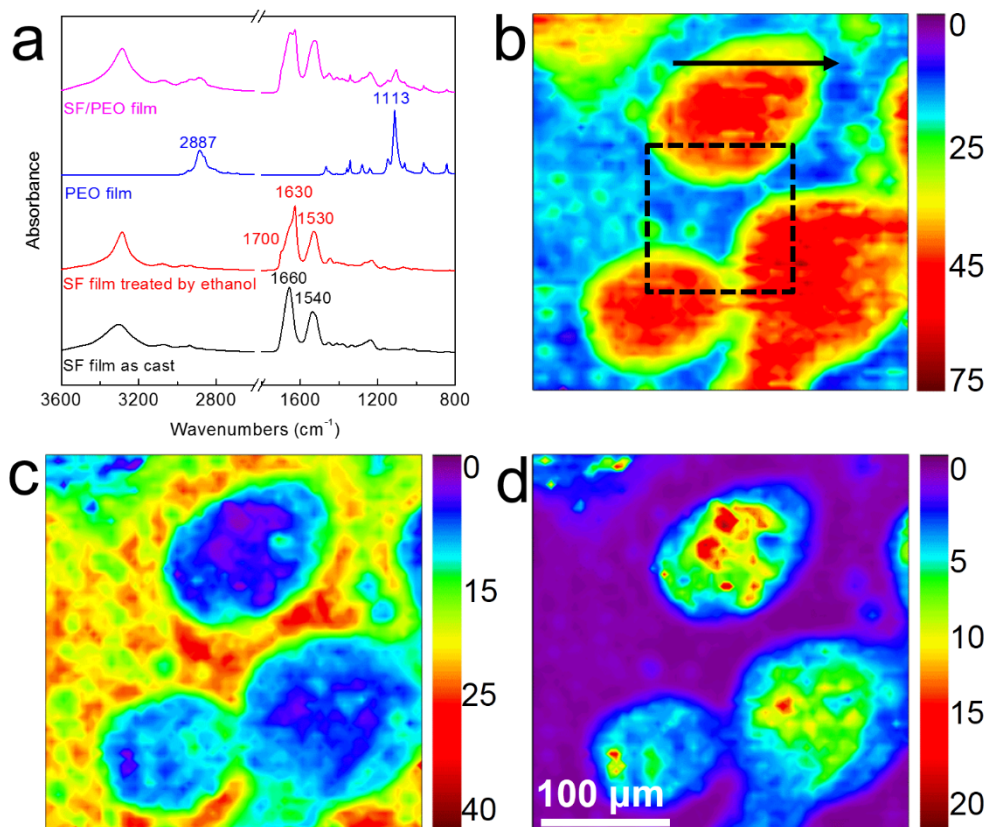 a
SF/PEO film
2887
1113
PEO film
1630
1530
1700
SF film treated by ethanol
1660
1540
SF film as cast
Absorbance
3600 3200 2800 1600 1200 800
Wavenumbers (cm⁻¹)
b
0
25
45
75
c
0
15
25
40
d
100 µm
0
5
10
15
20